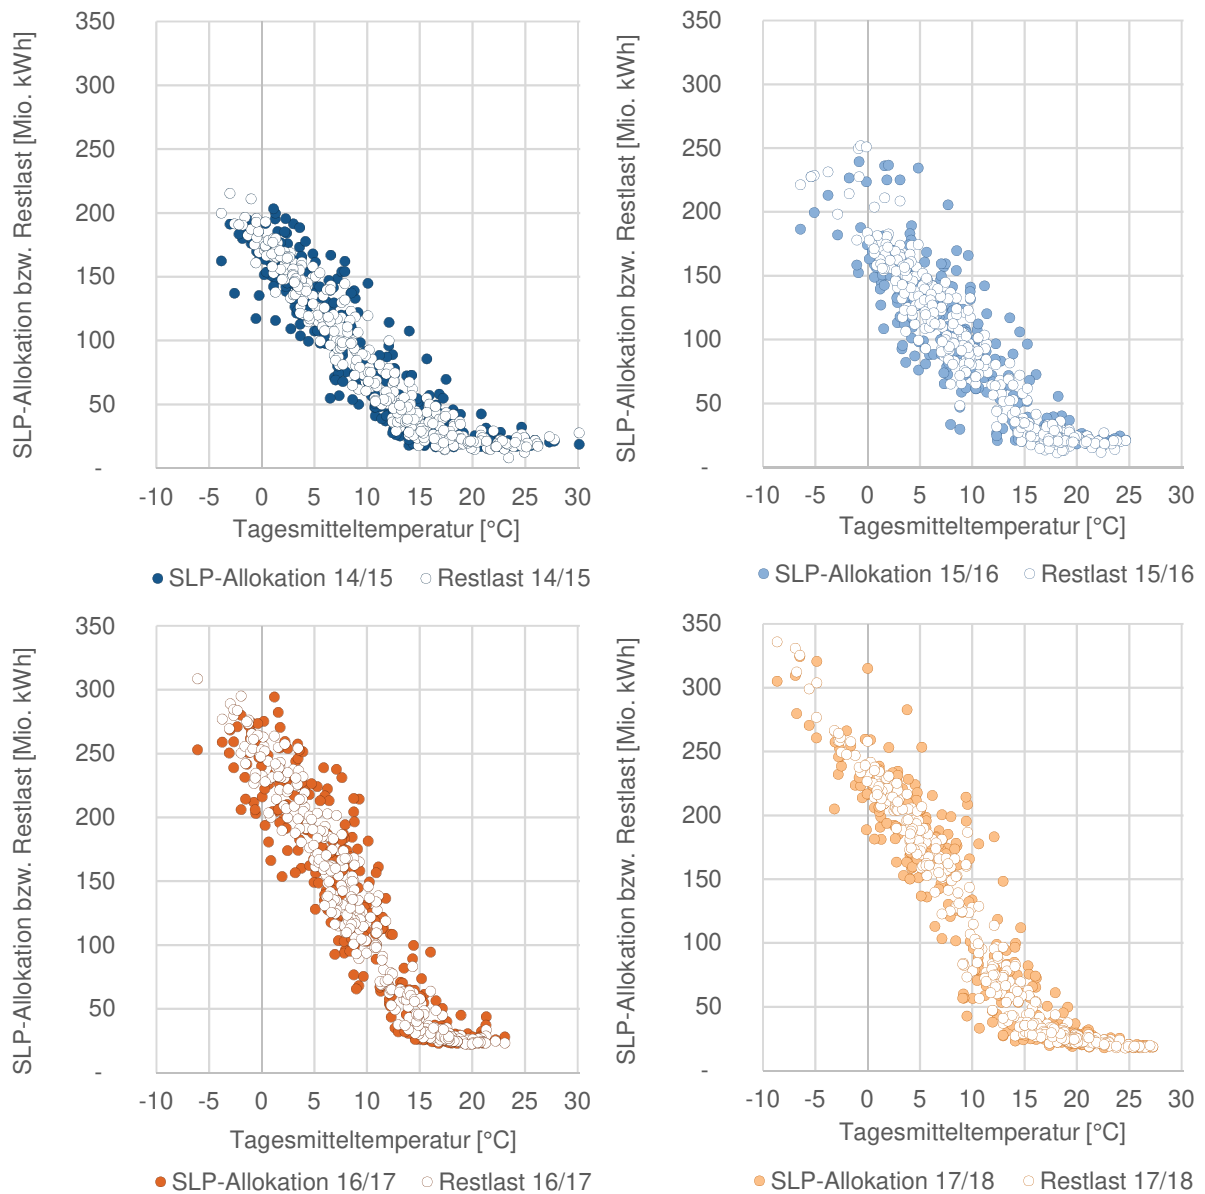 SLP-Allokation bzw. Restlast [Mio. kWh]
350
300
250
200
150
100
50
-
-10 -5 0 5 10 15 20 25 30
Tagesmitteltemperatur [°C]
SLP-Allokation 14/15 Restlast 14/15
SLP-Allokation bzw. Restlast [Mio. kWh]
350
300
250
200
150
100
50
-
-10 -5 0 5 10 15 20 25 30
Tagesmitteltemperatur [°C]
SLP-Allokation 15/16 Restlast 15/16
SLP-Allokation bzw. Restlast [Mio. kWh]
350
300
250
200
150
100
50
-
-10 -5 0 5 10 15 20 25 30
Tagesmitteltemperatur [°C]
SLP-Allokation 16/17 Restlast 16/17
SLP-Allokation bzw. Restlast [Mio. kWh]
350
300
250
200
150
100
50
-
-10 -5 0 5 10 15 20 25 30
Tagesmitteltemperatur [°C]
SLP-Allokation 17/18 Restlast 17/18